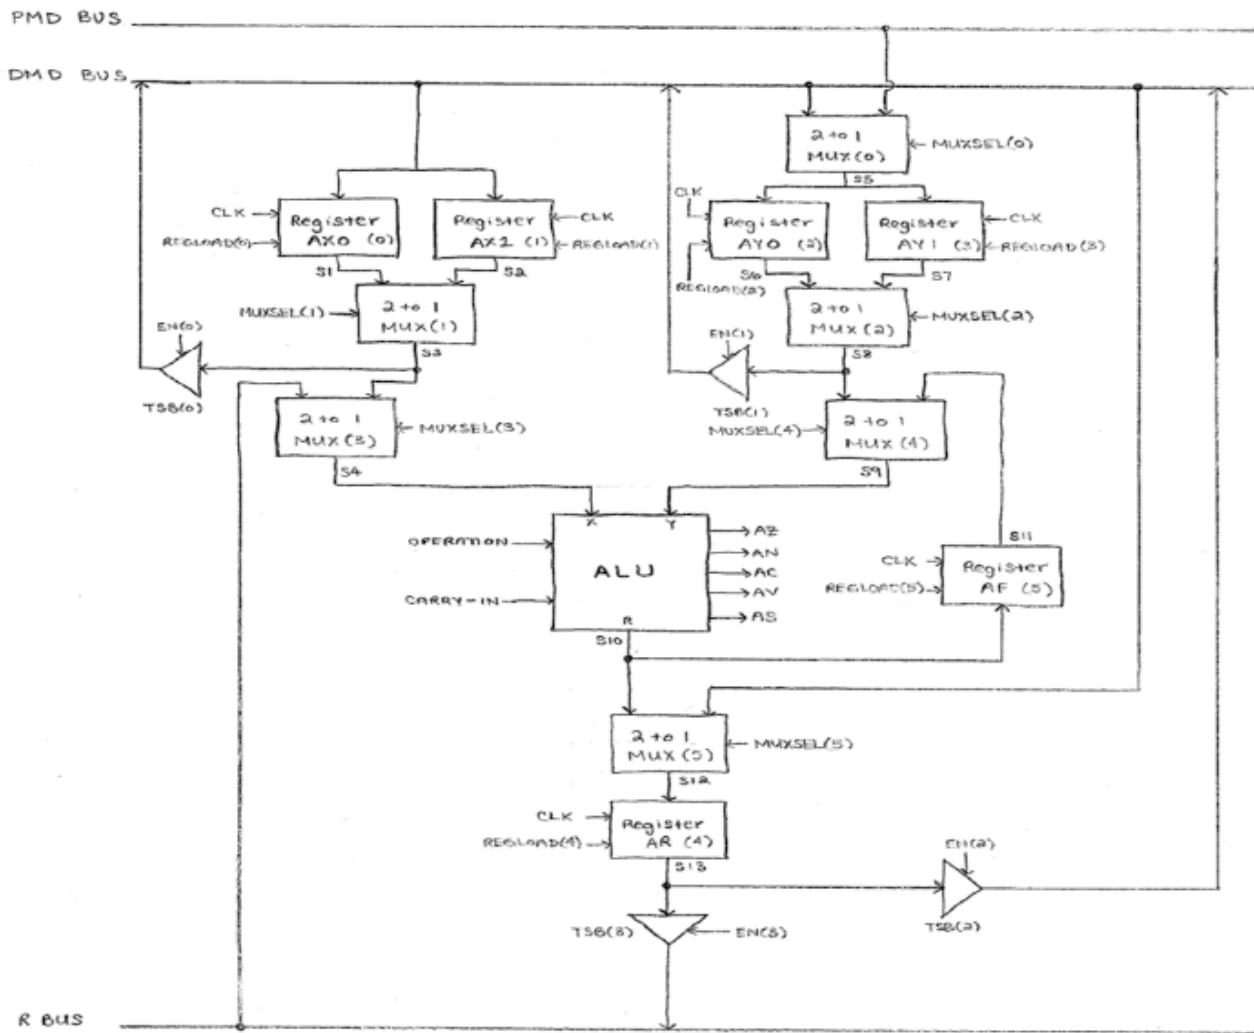 PMD BUS
DMD BUS
2 to 1
MUX(0)
MUXSEL(0)
S5
CLK
Register
AX0 (0)
REGLOAD(0)
Register
AX1 (1)
CLK
REGLOAD(1)
CLK
Register
AY0 (2)
REGLOAD(2)
Register
AY1 (3)
CLK
REGLOAD(3)
S1
S2
S6
S7
MUXSEL(1)
2 to 1
MUX(1)
2 to 1
MUX(2)
MUXSEL(2)
EN(0)
S3
EN(1)
S8
TSB(0)
TSB(1)
2 to 1
MUX(3)
MUXSEL(3)
MUXSEL(4)
2 to 1
MUX(4)
S4
S9
X
Y
OPERATION
CARRY-IN
ALU
R
AZ
AN
AC
AV
AS
S11
CLK
REGLOAD(5)
Register
AF (5)
S10
2 to 1
MUX(5)
MUXSEL(5)
S12
CLK
REGLOAD(4)
Register
AR (4)
S13
EN(2)
TSB(2)
TSB(3)
EN(3)
R BUS